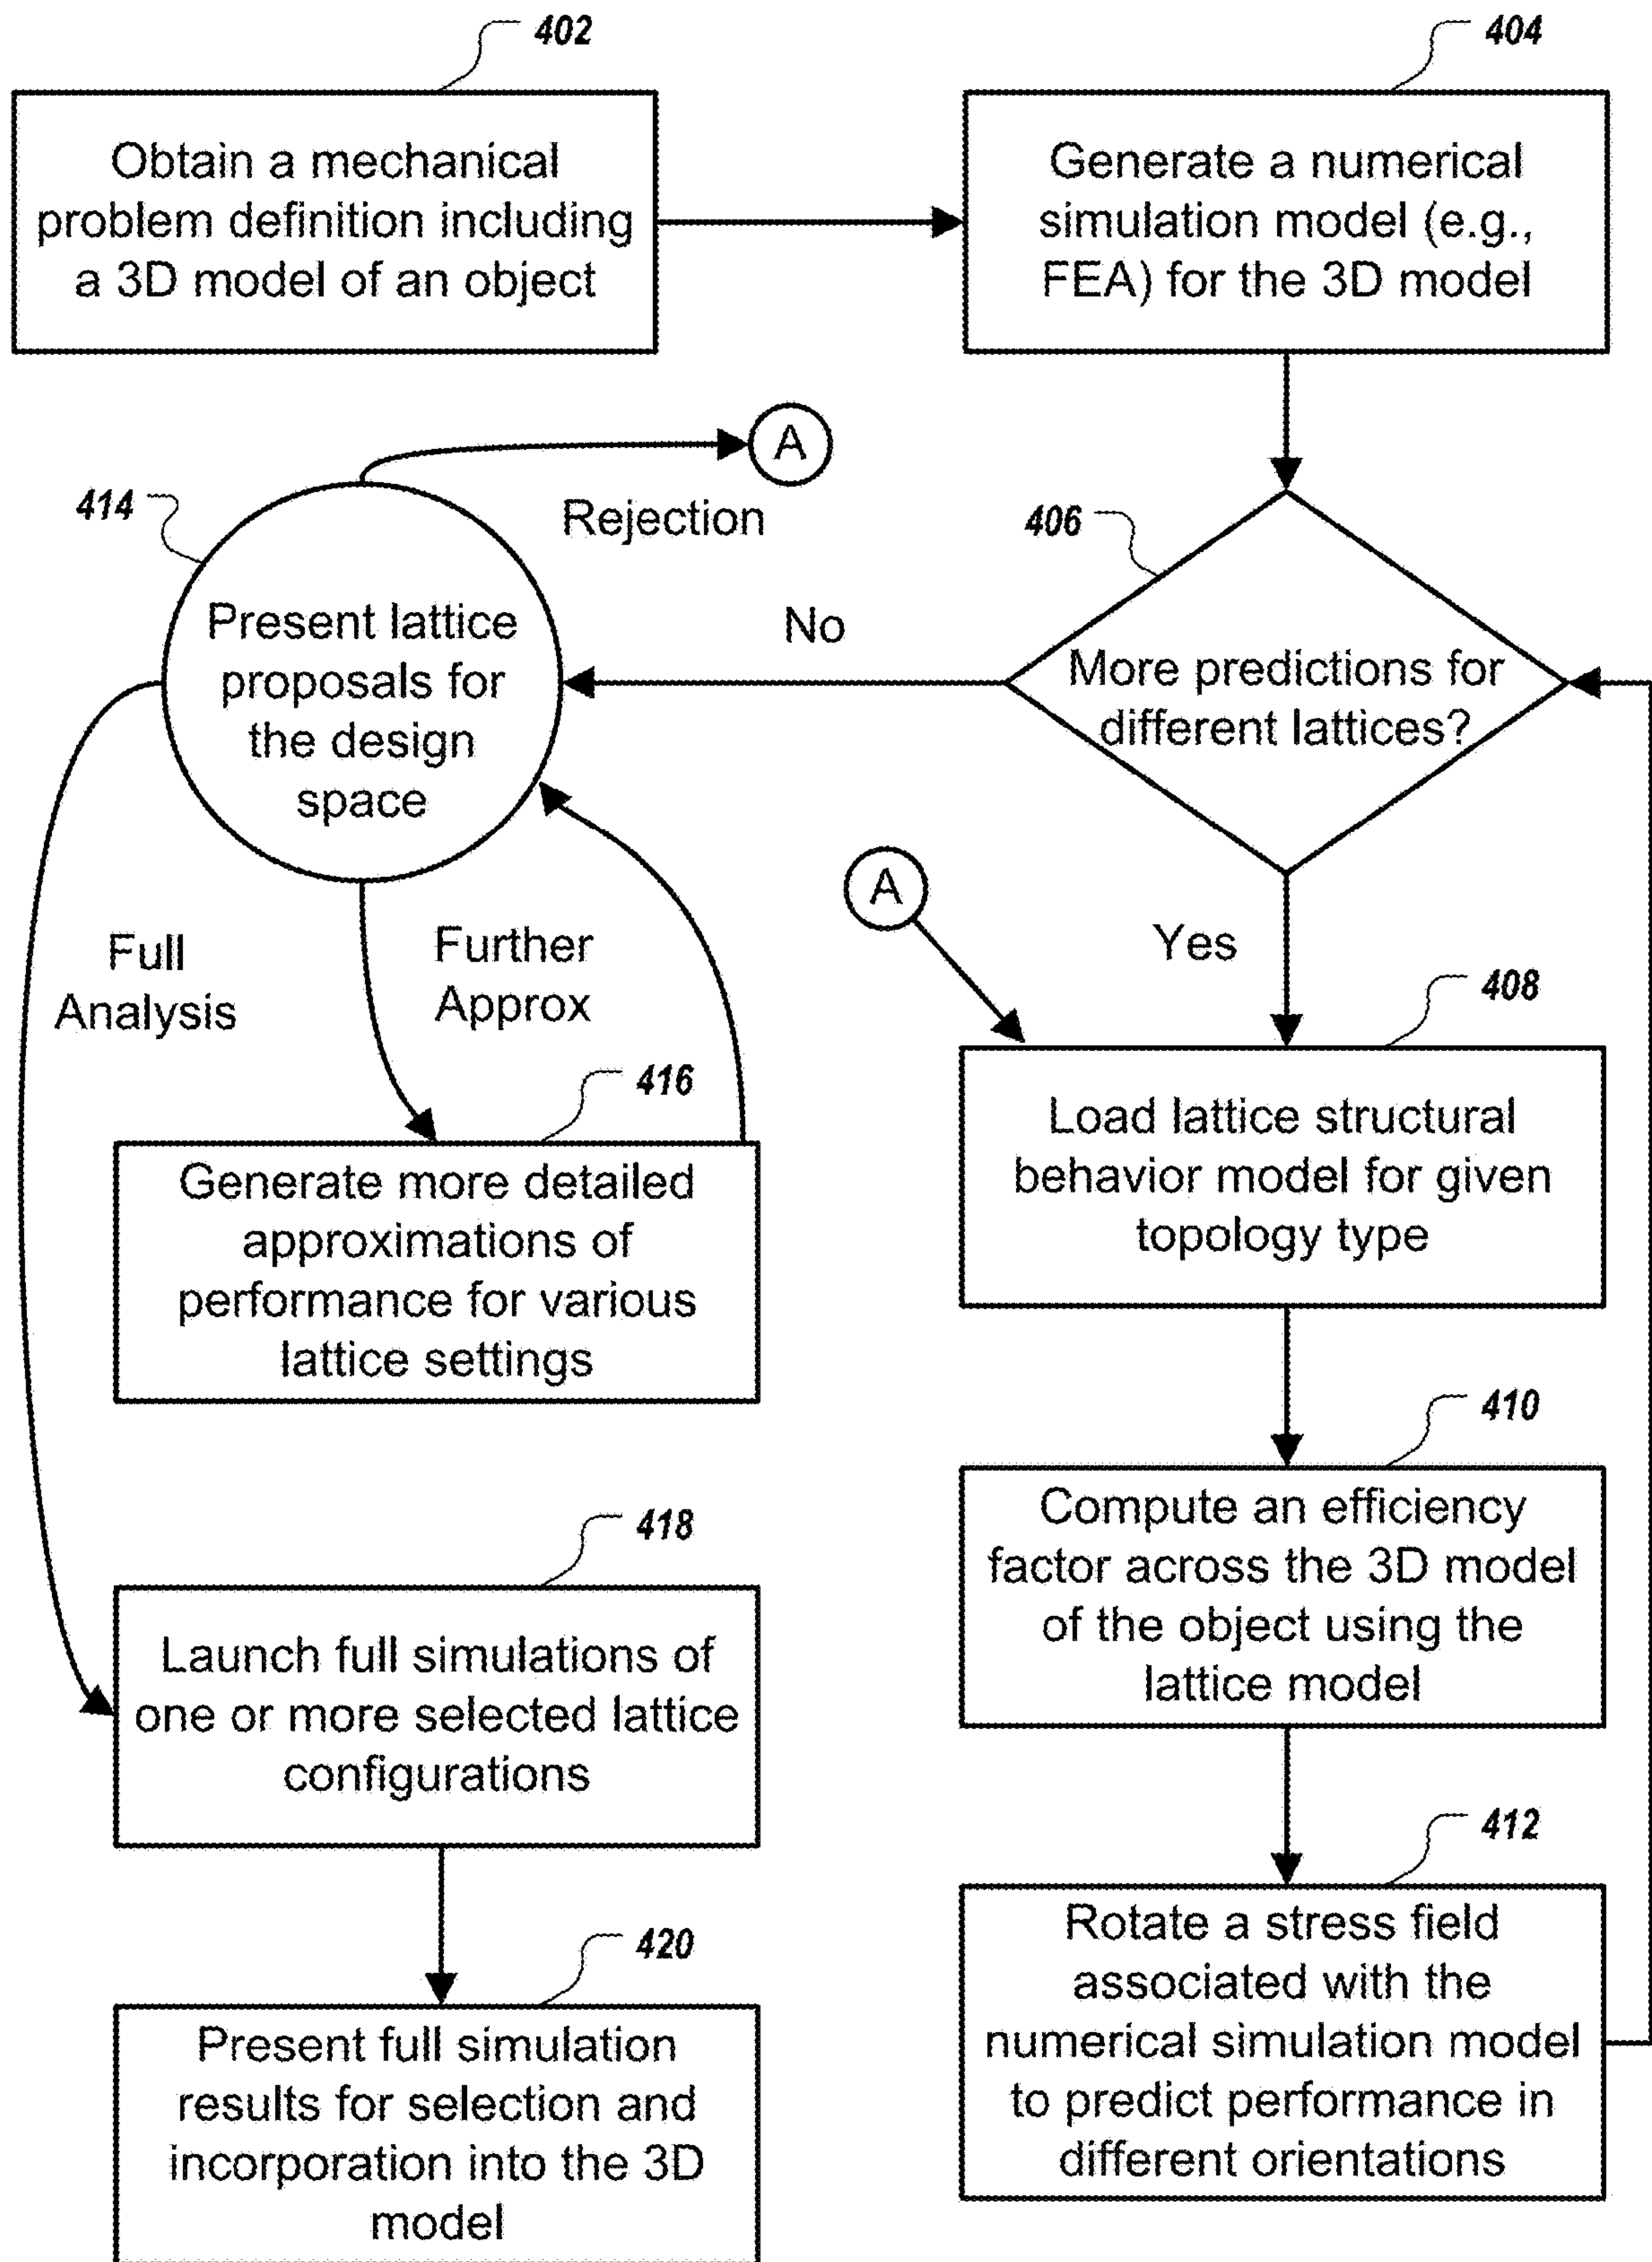 402
Obtain a mechanical
problem definition including
a 3D model of an object
404
Generate a numerical
simulation model (e.g.,
FEA) for the 3D model
406
More predictions for
different lattices?
No
Yes
A
408
Load lattice structural
behavior model for given
topology type
410
Compute an efficiency
factor across the 3D model
of the object using the
lattice model
412
Rotate a stress field
associated with the
numerical simulation model
to predict performance in
different orientations
414
Present lattice
proposals for
the design
space
A
Rejection
Full
Analysis
Further
Approx
416
Generate more detailed
approximations of
performance for various
lattice settings
418
Launch full simulations of
one or more selected lattice
configurations
420
Present full simulation
results for selection and
incorporation into the 3D
model